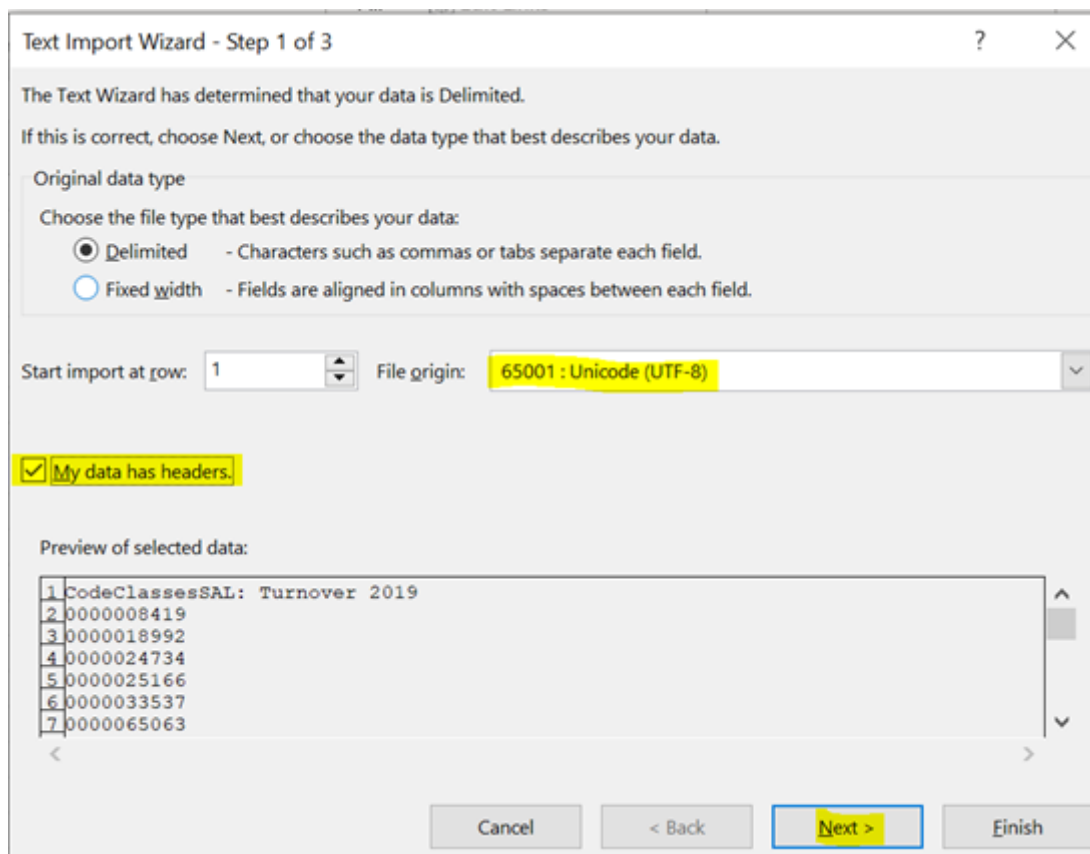 Text Import Wizard - Step 1 of 3
The Text Wizard has determined that your data is Delimited.
If this is correct, choose Next, or choose the data type that best describes your data.
Original data type
Choose the file type that best describes your data:
Delimited - Characters such as commas or tabs separate each field.
Fixed width - Fields are aligned in columns with spaces between each field.
Start import at row: 1 File origin: 65001 : Unicode (UTF-8)
My data has headers.
Preview of selected data:
1 CodeClassesSAL: Turnover 2019
2 0000008419
3 0000018992
4 0000024734
5 0000025166
6 0000033537
7 0000065063
Cancel < Back Next > Finish